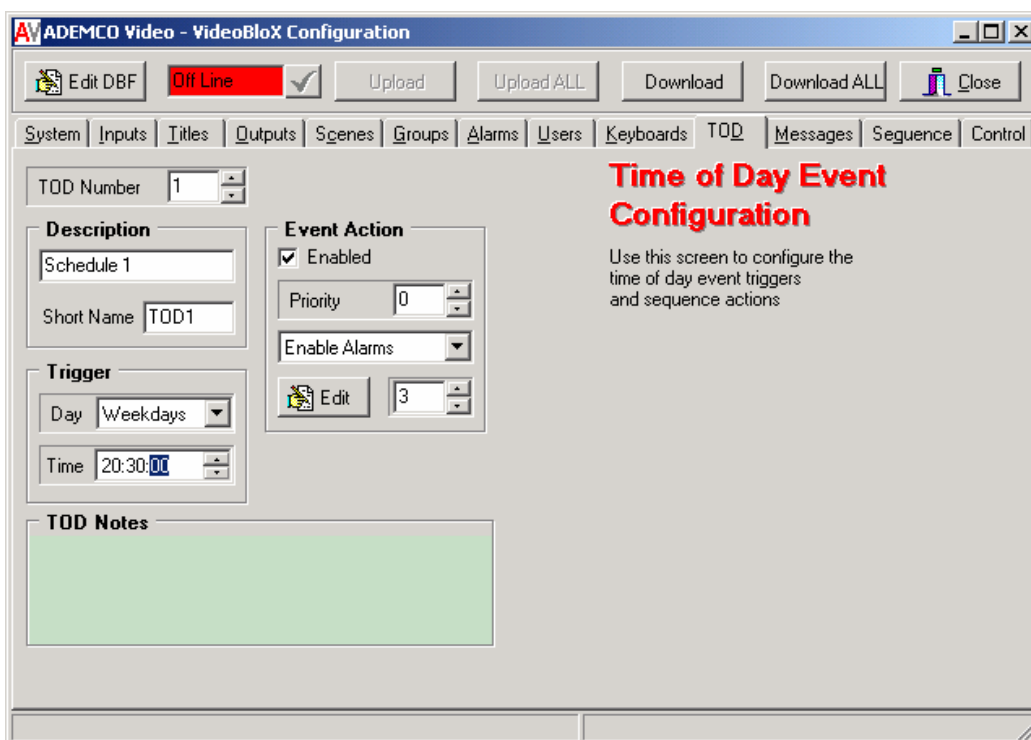 AV ADEMCO Video - VideoBloX Configuration
Edit DBF Off Line Upload Upload ALL Download Download ALL Close
System Inputs Titles Outputs Scenes Groups Alarms Users Keyboards TOD Messages Sequence Control
TOD Number 1
Description
Schedule 1
Short Name TOD1
Trigger
Day Weekdays
Time 20:30:00
Event Action
Enabled
Priority 0
Enable Alarms
Edit 3
Time of Day Event
Configuration
Use this screen to configure the
time of day event triggers
and sequence actions
TOD Notes